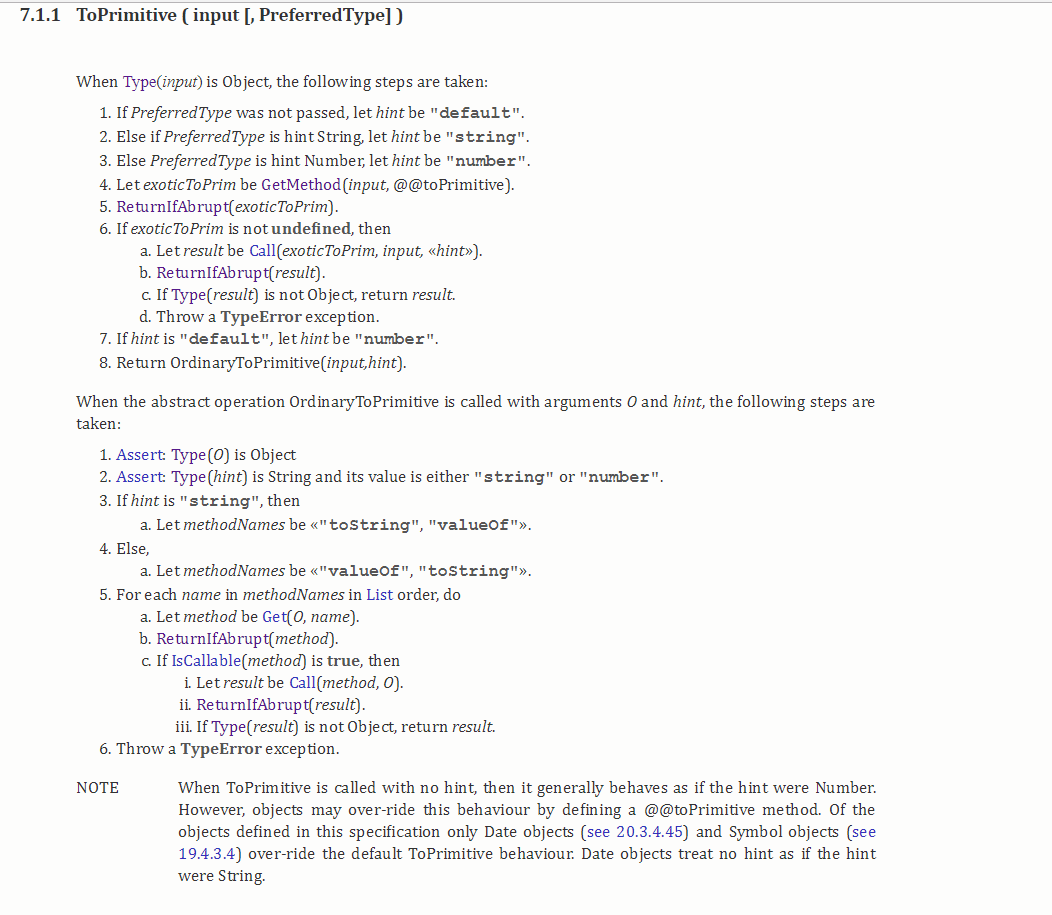 7.1.1 ToPrimitive ( input [, PreferredType] )
When Type(input) is Object, the following steps are taken:
1. If PreferredType was not passed, let hint be "default".
2. Else if PreferredType is hint String, let hint be "string".
3. Else PreferredType is hint Number, let hint be "number".
4. Let exoticToPrim be GetMethod(input, @@toPrimitive).
5. ReturnIfAbrupt(exoticToPrim).
6. If exoticToPrim is not undefined, then
a. Let result be Call(exoticToPrim, input, «hint»).
b. ReturnIfAbrupt(result).
c. If Type(result) is not Object, return result.
d. Throw a TypeError exception.
7. If hint is "default", let hint be "number".
8. Return OrdinaryToPrimitive(input,hint).
When the abstract operation OrdinaryToPrimitive is called with arguments O and hint, the following steps are
taken:
1. Assert: Type(O) is Object
2. Assert: Type(hint) is String and its value is either "string" or "number".
3. If hint is "string", then
a. Let methodNames be «"toString", "valueOf"».
4. Else,
a. Let methodNames be «"valueOf", "toString"».
5. For each name in methodNames in List order, do
a. Let method be Get(O, name).
b. ReturnIfAbrupt(method).
c. If IsCallable(method) is true, then
i. Let result be Call(method, O).
ii. ReturnIfAbrupt(result).
iii. If Type(result) is not Object, return result.
6. Throw a TypeError exception.
NOTE When ToPrimitive is called with no hint, then it generally behaves as if the hint were Number.
However, objects may over-ride this behaviour by defining a @@toPrimitive method. Of the
objects defined in this specification only Date objects (see 20.3.4.45) and Symbol objects (see
19.4.3.4) over-ride the default ToPrimitive behaviour. Date objects treat no hint as if the hint
were String.